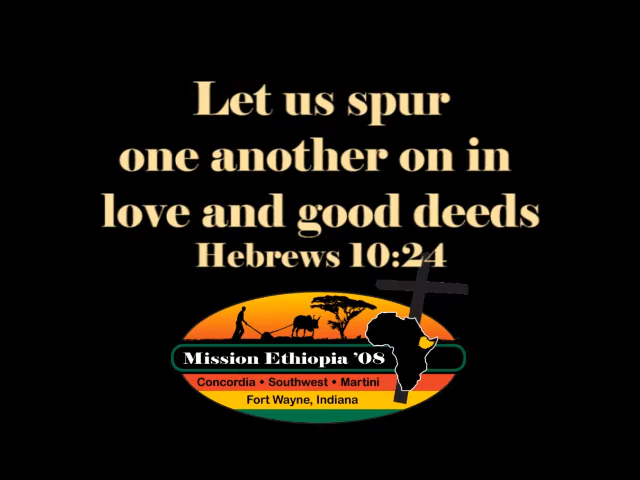 Let us spur
one another on in
love and good deeds
Hebrews 10:24
Mission Ethiopia '08
Concordia • Southwest • Martini
Fort Wayne, Indiana